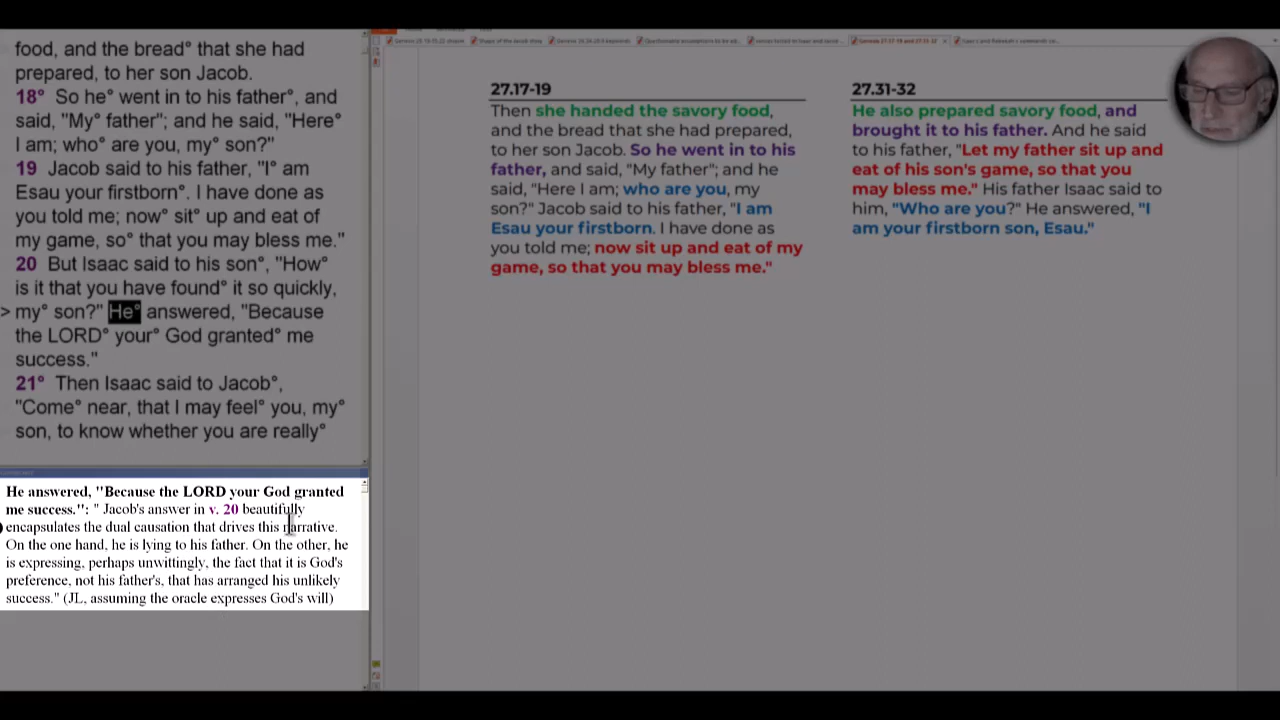 food, and the bread° that she had
prepared, to her son Jacob.
18° So he° went in to his father°, and
said, "My° father"; and he said, "Here°
I am; who° are you, my° son?"
19 Jacob said to his father, "I° am
Esau your firstborn°. I have done as
you told me; now° sit° up and eat of
my game, so° that you may bless me."
20 But Isaac said to his son°, "How°
is it that you have found° it so quickly,
> my° son?" He° answered, "Because
the LORD° your° God granted° me
success."
21° Then Isaac said to Jacob°,
"Come° near, that I may feel° you, my°
son, to know whether you are really°
He answered, "Because the LORD your God granted
me success.": " Jacob's answer in v. 20 beautifully
encapsulates the dual causation that drives this narrative.
On the one hand, he is lying to his father. On the other, he
is expressing, perhaps unwittingly, the fact that it is God's
preference, not his father's, that has arranged his unlikely
success." (JL, assuming the oracle expresses God's will)
27.17-19
Then she handed the savory food,
and the bread that she had prepared,
to her son Jacob. So he went in to his
father, and said, "My father"; and he
said, "Here I am; who are you, my
son?" Jacob said to his father, "I am
Esau your firstborn. I have done as
you told me; now sit up and eat of my
game, so that you may bless me."
27.31-32
He also prepared savory food, and
brought it to his father. And he said
to his father, "Let my father sit up and
eat of his son's game, so that you
may bless me." His father Isaac said to
him, "Who are you?" He answered, "I
am your firstborn son, Esau."